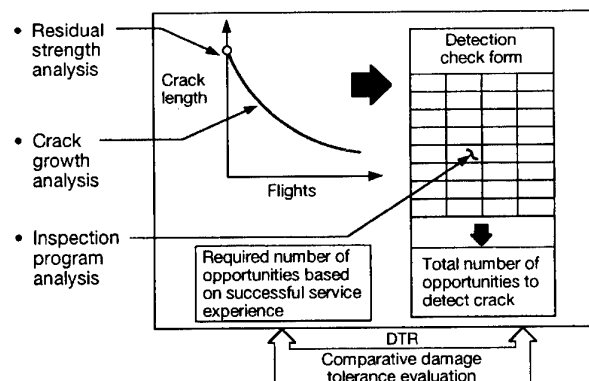 • Residual
strength
analysis
• Crack
growth
analysis
• Inspection
program
analysis
Crack
length
Flights
Detection
check form
Required number of
opportunities based
on successful service
experience
Total number of
opportunities to
detect crack
DTR
Comparative damage
tolerance evaluation